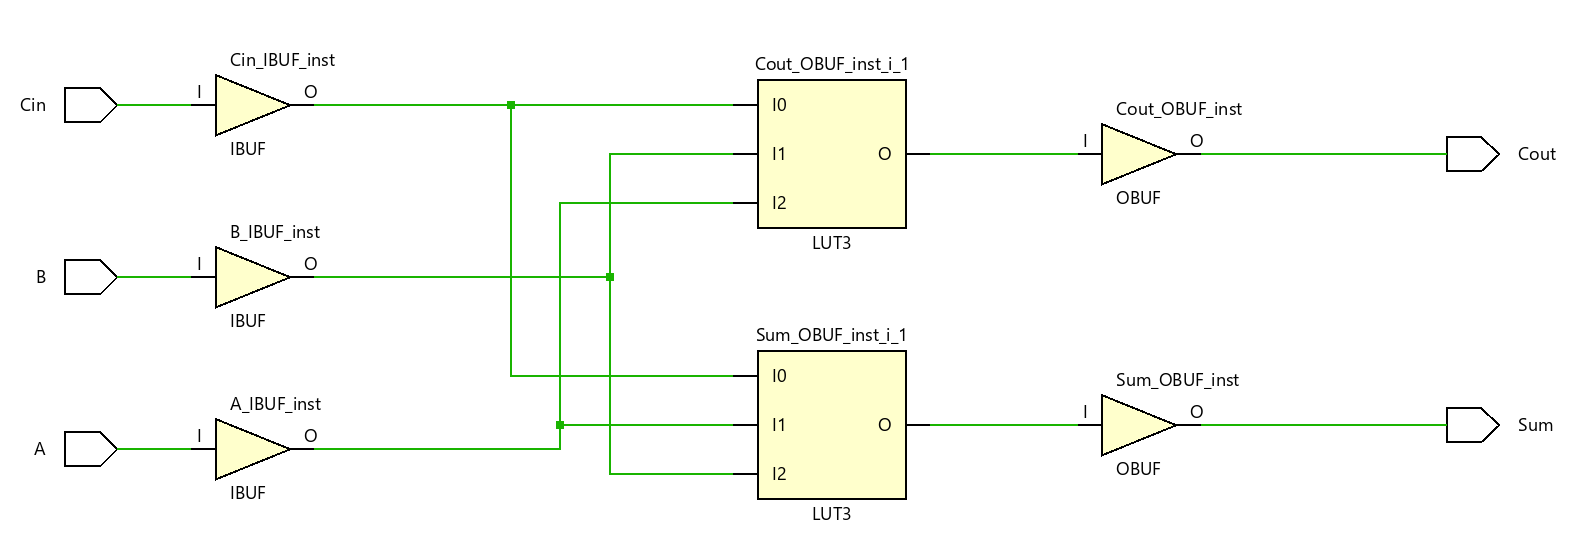 Cin_IBUF_inst
Cin
I
O
IBUF
Cout_OBUF_inst_i_1
I0
I1
I2
O
LUT3
Cout_OBUF_inst
I
O
OBUF
Cout
B_IBUF_inst
B
I
O
IBUF
A_IBUF_inst
A
I
O
IBUF
Sum_OBUF_inst_i_1
I0
I1
I2
O
LUT3
Sum_OBUF_inst
I
O
OBUF
Sum